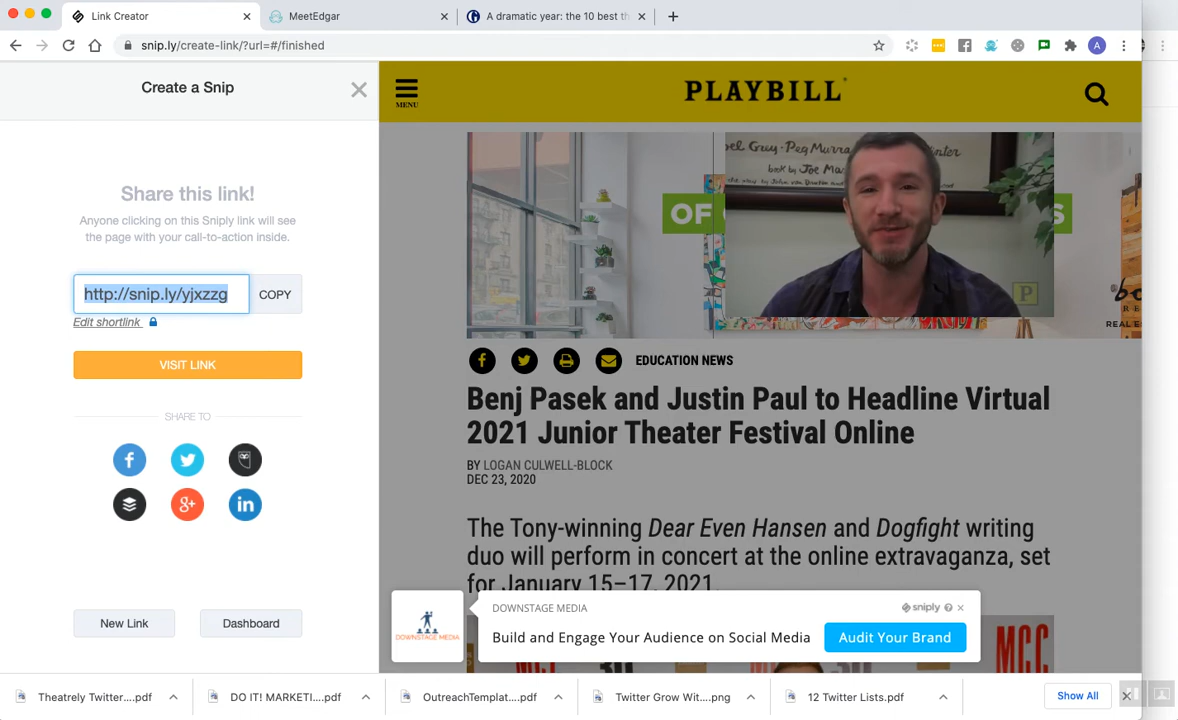 Link Creator
MeetEdgar
A dramatic year: the 10 best th
snip.ly/create-link/?url=#/finished
A
Create a Snip
MENU
PLAYBILL
Share this link!
Anyone clicking on this Sniply link will see
the page with your call-to-action inside.
http://snip.ly/yjxzzg
COPY
Edit shortlink
VISIT LINK
SHARE TO
f
g+
in
New Link
Dashboard
OF
S
P
EDUCATION NEWS
Benj Pasek and Justin Paul to Headline Virtual
2021 Junior Theater Festival Online
BY LOGAN CULWELL-BLOCK
DEC 23, 2020
The Tony-winning Dear Even Hansen and Dogfight writing
duo will perform in concert at the online extravaganza, set
for January 15–17, 2021.
DOWNSTAGE MEDIA
DOWNSTAGE MEDIA
sniply
Build and Engage Your Audience on Social Media
Audit Your Brand
MCC
MCC
Theatrely Twitter....pdf
DO IT! MARKETI....pdf
OutreachTemplat....pdf
Twitter Grow Wit....png
12 Twitter Lists.pdf
Show All